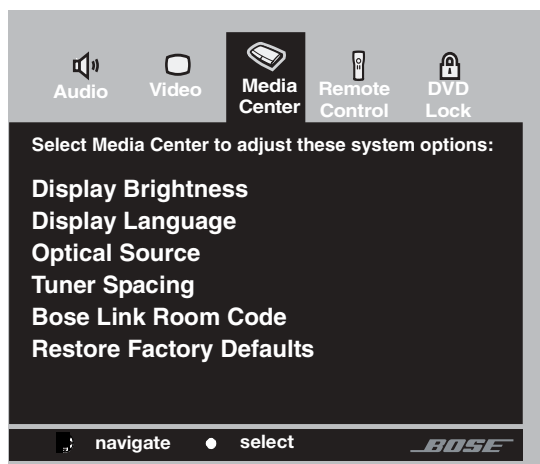 Audio
Video
Media
Center
Remote
Control
DVD
Lock
Select Media Center to adjust these system options:
Display Brightness
Display Language
Optical Source
Tuner Spacing
Bose Link Room Code
Restore Factory Defaults
navigate select
BOSE